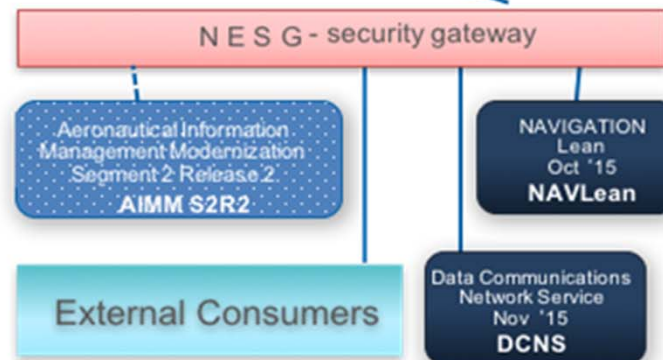 N E S G - security gateway
Aeronautical Information
Management Modernization
Segment 2 Release 2
AIMM S2R2
NAVIGATION
Lean
Oct '15
NAVLean
External Consumers
Data Communications
Network Service
Nov '15
DCNS